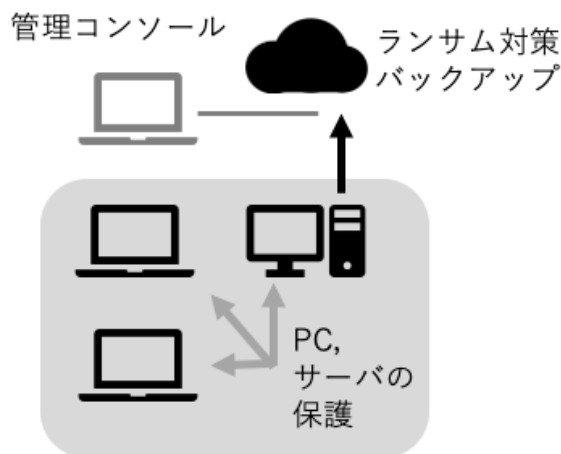 管理コンソール
ランサム対策
バックアップ
PC,
サーバの
保護